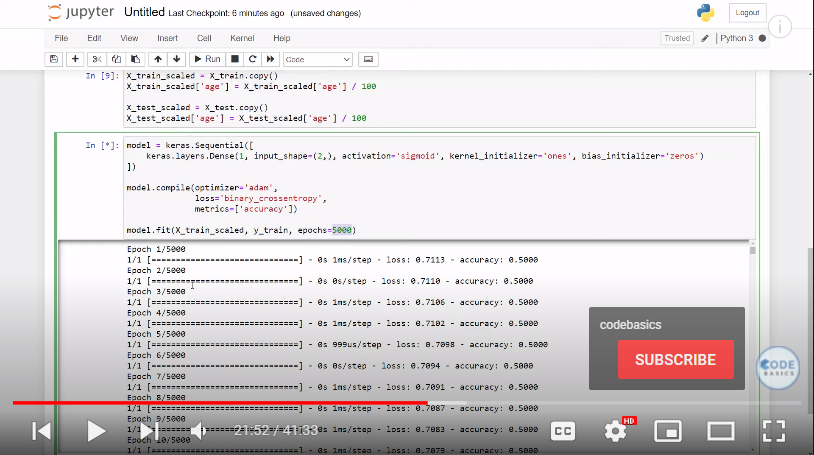 jupyter Untitled Last Checkpoint: 6 minutes ago (unsaved changes)
Logout
File Edit View Insert Cell Kernel Help
Trusted
Python 3
Run
Code
In [9]: X_train_scaled = X_train.copy()
X_train_scaled['age'] = X_train_scaled['age'] / 100
X_test_scaled = X_test.copy()
X_test_scaled['age'] = X_test_scaled['age'] / 100
In [*]: model = keras.Sequential([
keras.layers.Dense(1, input_shape=(2,), activation='sigmoid', kernel_initializer='ones', bias_initializer='zeros')
])
model.compile(optimizer='adam',
loss='binary_crossentropy',
metrics=['accuracy'])
model.fit(X_train_scaled, y_train, epochs=5000)
Epoch 1/5000
1/1 [==============================] - 0s 1ms/step - loss: 0.7113 - accuracy: 0.5000
Epoch 2/5000
1/1 [==============================] - 0s 0s/step - loss: 0.7110 - accuracy: 0.5000
Epoch 3/5000
1/1 [==============================] - 0s 1ms/step - loss: 0.7106 - accuracy: 0.5000
Epoch 4/5000
1/1 [==============================] - 0s 1ms/step - loss: 0.7102 - accuracy: 0.5000
Epoch 5/5000
1/1 [==============================] - 0s 999us/step - loss: 0.7098 - accuracy: 0.5000
Epoch 6/5000
1/1 [==============================] - 0s 0s/step - loss: 0.7094 - accuracy: 0.5000
Epoch 7/5000
1/1 [==============================] - 0s 1ms/step - loss: 0.7091 - accuracy: 0.5000
Epoch 8/5000
1/1 [==============================] - 0s 1ms/step - loss: 0.7087 - accuracy: 0.5000
Epoch 9/5000
1/1 [==============================] - 0s 1ms/step - loss: 0.7083 - accuracy: 0.5000
Epoch 10/5000
1/1 [==============================] - 0s 1ms/step - loss: 0.7079 - accuracy: 0.5000
codebasics
SUBSCRIBE
CODE
BASICS
21:52 / 41:33
CC
HD